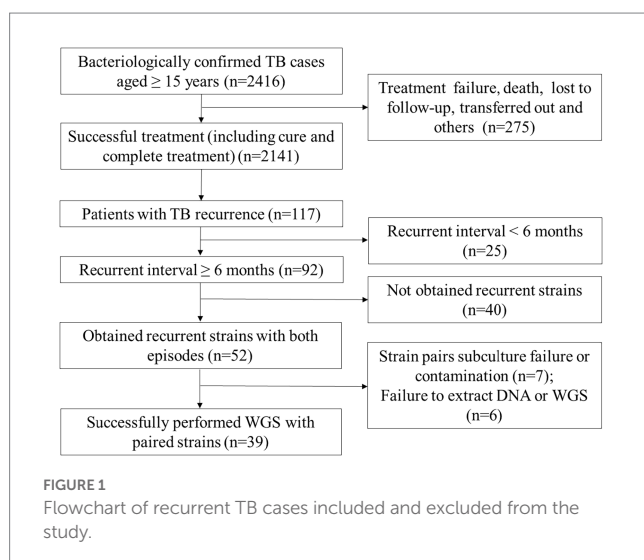 Bacteriologically confirmed TB cases
aged ≥ 15 years (n=2416)
Treatment failure, death, lost to
follow-up, transferred out and
others (n=275)
Successful treatment (including cure and
complete treatment) (n=2141)
Patients with TB recurrence (n=117)
Recurrent interval < 6 months
(n=25)
Recurrent interval ≥ 6 months (n=92)
Not obtained recurrent strains
(n=40)
Obtained recurrent strains with both
episodes (n=52)
Strain pairs subculture failure or
contamination (n=7);
Failure to extract DNA or WGS
(n=6)
Successfully performed WGS with
paired strains (n=39)
FIGURE 1
Flowchart of recurrent TB cases included and excluded from the
study.